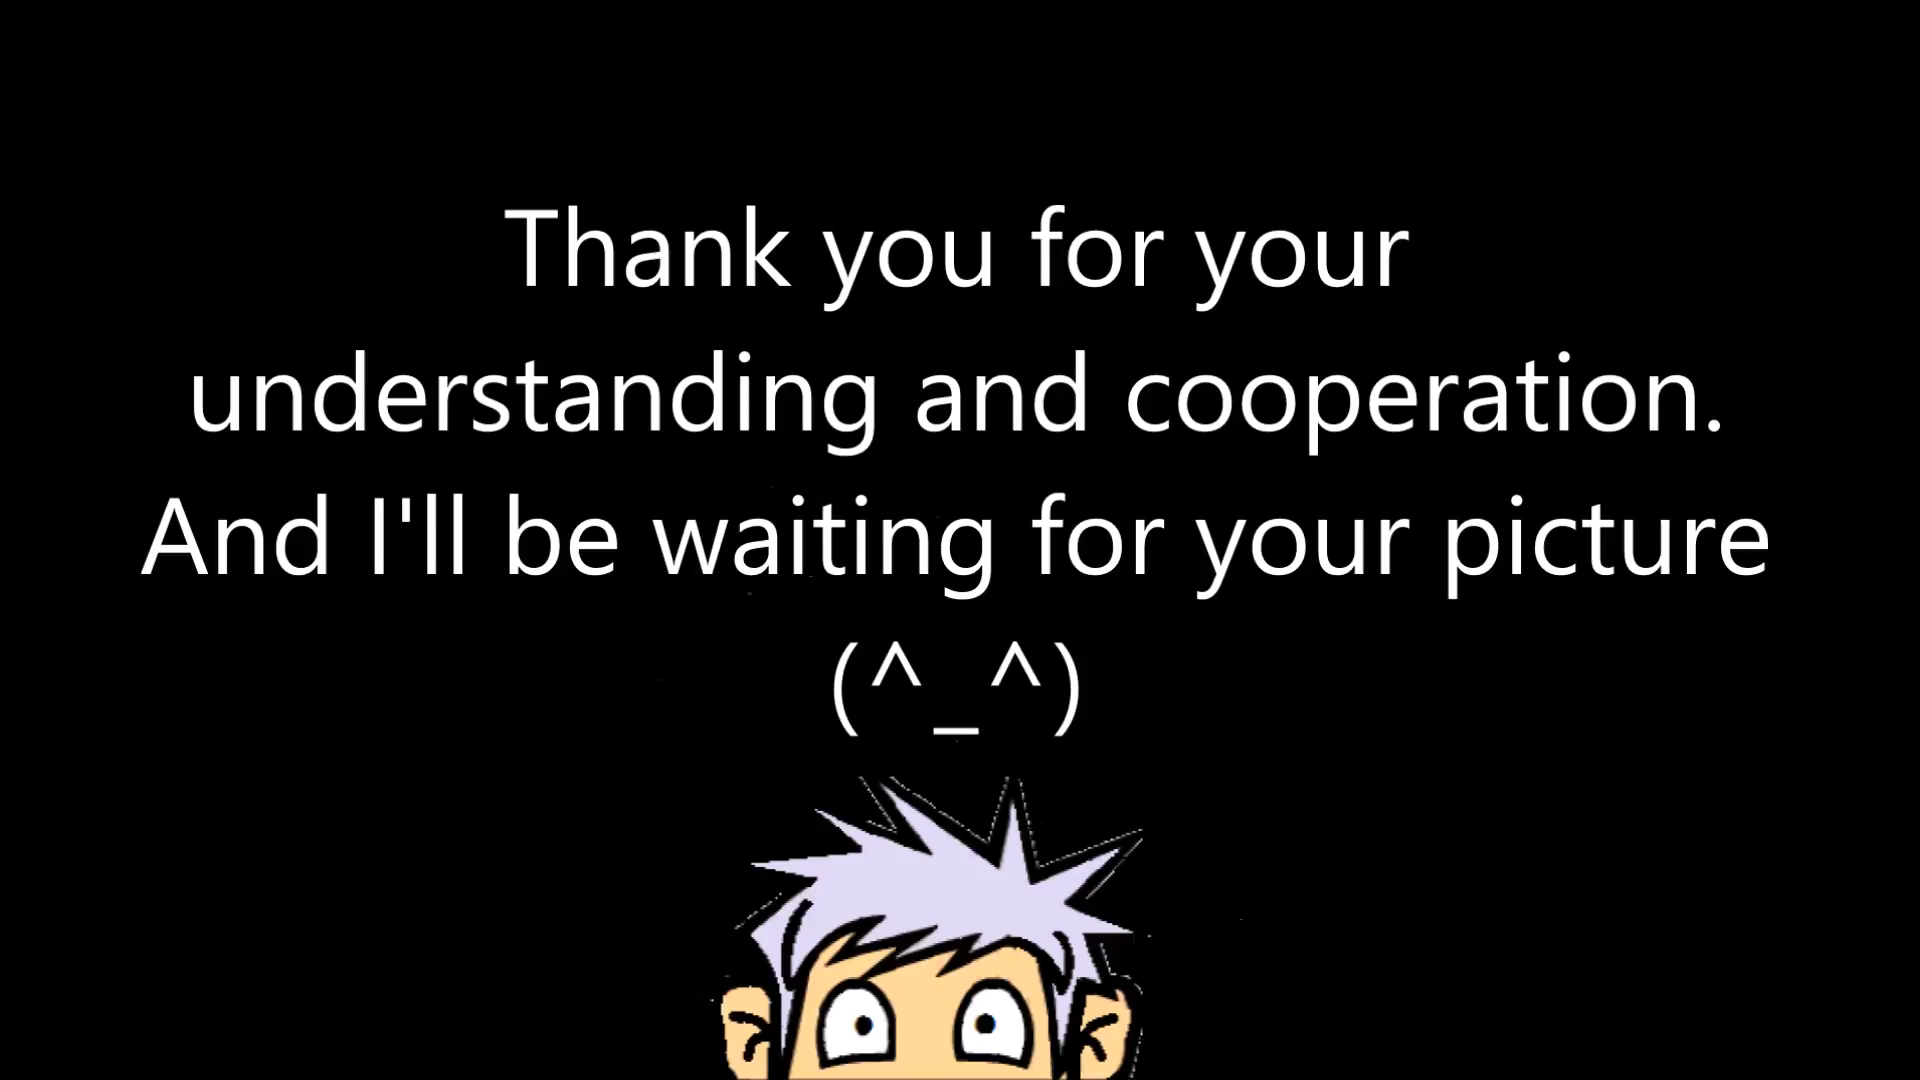 Thank you for your
understanding and cooperation.
And I'll be waiting for your picture
(^_^)